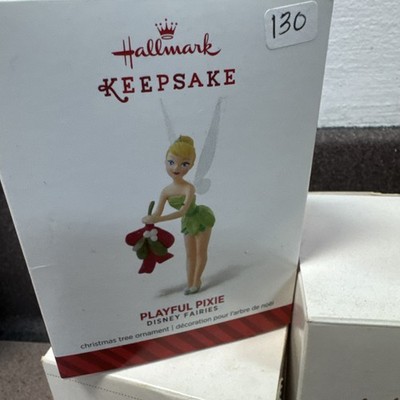 130
Hallmark
KEEPSAKE
PLAYFUL PIXIE
DISNEY FAIRIES
christmas tree ornament | décoration pour l'arbre de noël